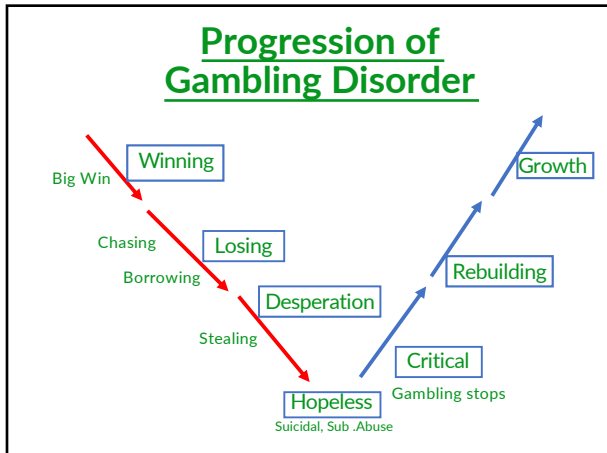 Progression of
Gambling Disorder
Winning
Big Win
Growth
Chasing
Losing
Borrowing
Rebuilding
Desperation
Stealing
Critical
Gambling stops
Hopeless
Suicidal, Sub .Abuse